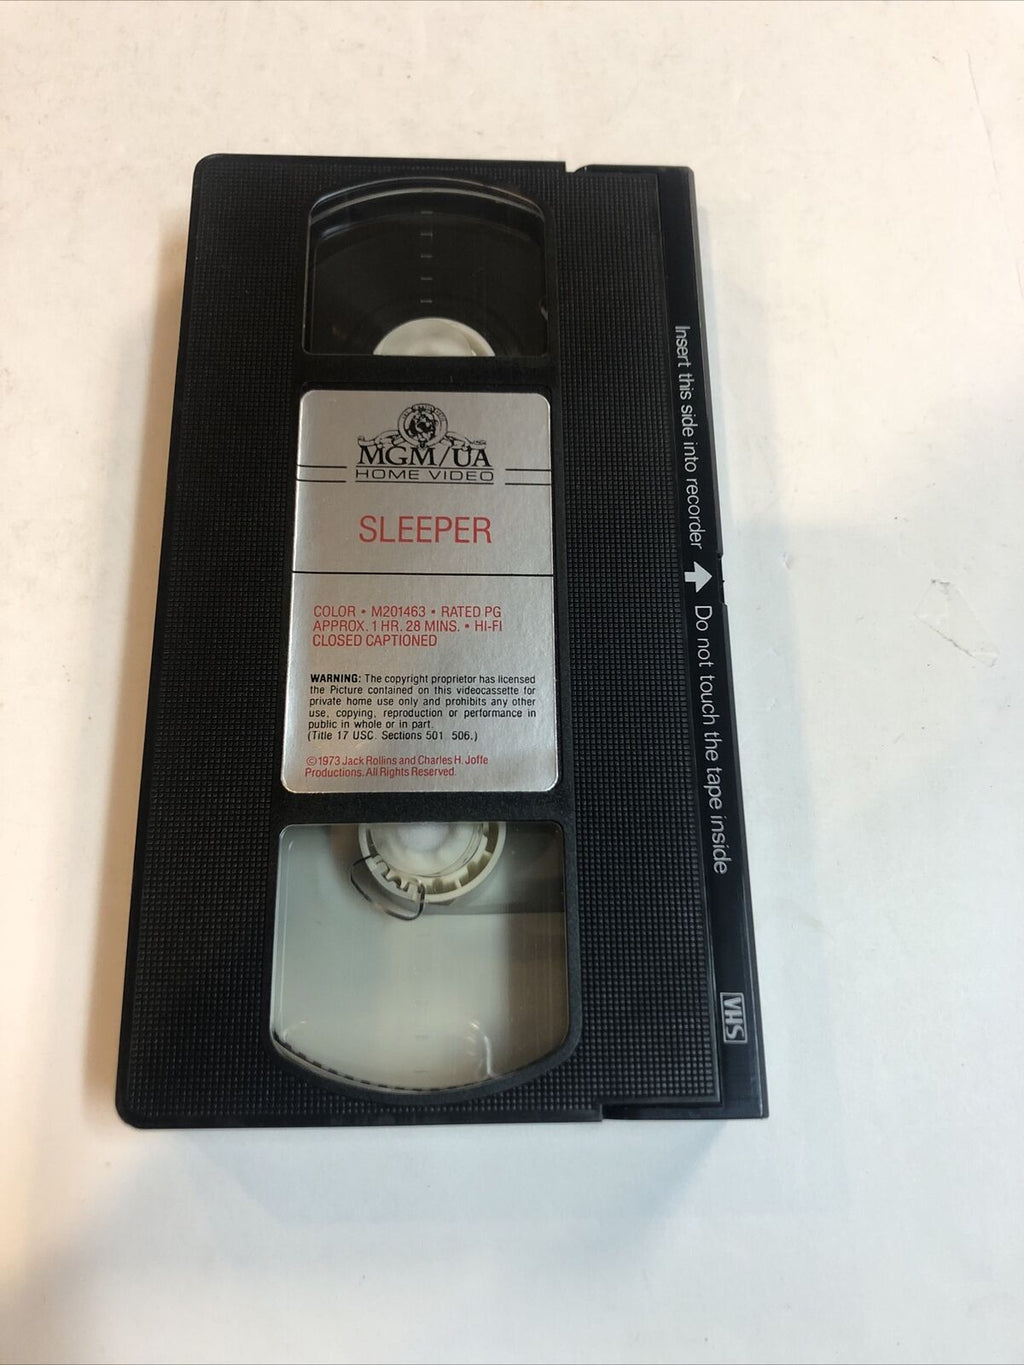 MGM/UA
HOME VIDEO
SLEEPER
COLOR • M201463 • RATED PG
APPROX. 1 HR. 28 MINS. • HI-FI
CLOSED CAPTIONED
WARNING: The copyright proprietor has licensed
the Picture contained on this videocassette for
private home use only and prohibits any other
use, copying, reproduction or performance in
public in whole or in part.
(Title 17 USC. Sections 501 506.)
©1973 Jack Rollins and Charles H. Joffe
Productions. All Rights Reserved.
Insert this side into recorder
Do not touch the tape inside
VHS